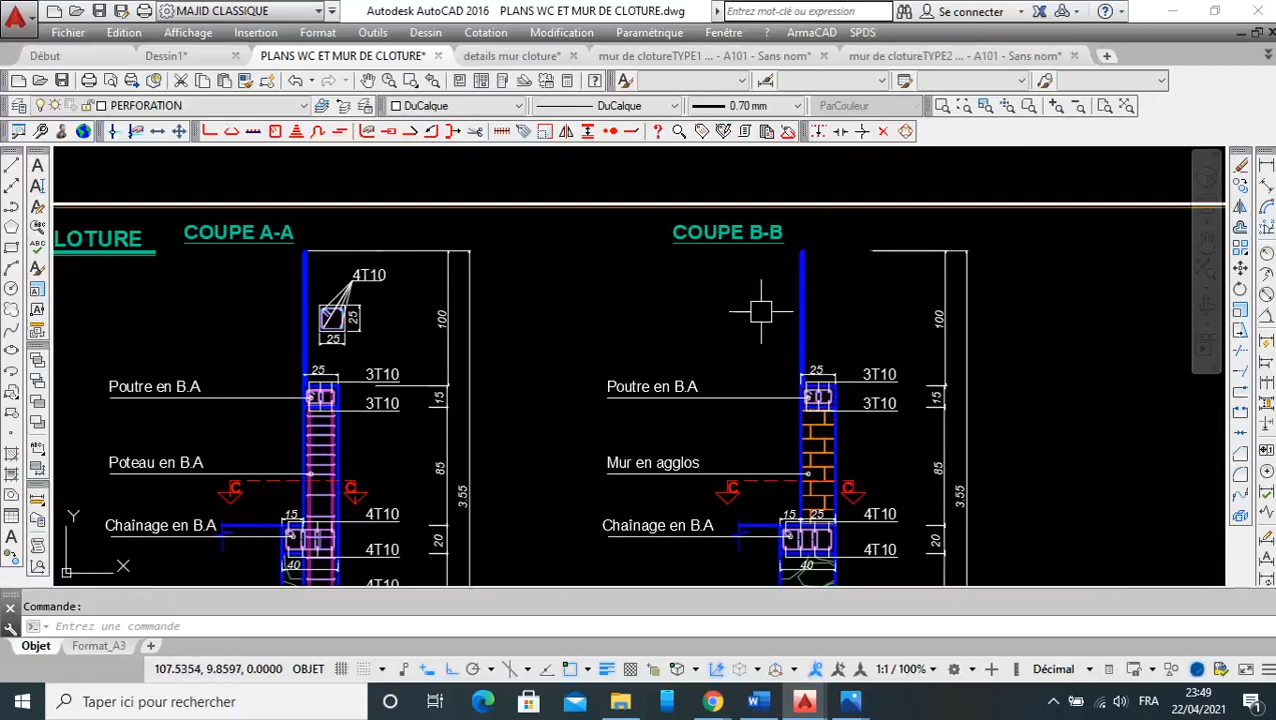 MAJID CLASSIQUE
Autodesk AutoCAD 2016 PLANS WC ET MUR DE CLOTURE.dwg
Entrez mot-clé ou expression
Se connecter
Fichier Edition Affichage Insertion Format Outils Dessin Cotation Modification Paramétrique Fenêtre ? ArmaCAD SPDS
Début Dessin1* PLANS WC ET MUR DE CLOTURE* details mur cloture* mur de clotureTYPE1 ... - A101 - Sans nom* mur de clotureTYPE2 ... - A101 - Sans nom*
PERFORATION DuCalque DuCalque 0.70 mm ParCouleur
LOTURE COUPE A-A COUPE B-B
4T10
25
25
100 100
25 3T10 25 3T10
Poutre en B.A Poutre en B.A
3T10 15 3T10 15
Poteau en B.A 85 Mur en agglos 85
C C C C
3.55 3.55
15 4T10 15 25 4T10
Chaînage en B.A 20 Chaînage en B.A 20
4T10 4T10
40 40
4T10
Y
X
Commande:
Entrez une commande
Objet Format_A3
107.5354, 9.8597, 0.0000 OBJET 1:1 / 100% Décimal
Taper ici pour rechercher
FRA
23:49
22/04/2021